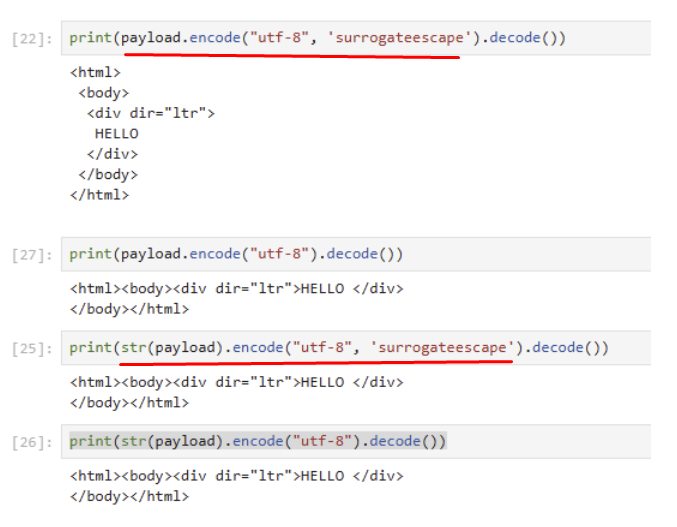 [22]: print(payload.encode("utf-8", 'surrogateescape').decode())
<html>
 <body>
  <div dir="ltr">
   HELLO
  </div>
 </body>
</html>
[27]: print(payload.encode("utf-8").decode())
<html><body><div dir="ltr">HELLO </div>
</body></html>
[25]: print(str(payload).encode("utf-8", 'surrogateescape').decode())
<html><body><div dir="ltr">HELLO </div>
</body></html>
[26]: print(str(payload).encode("utf-8").decode())
<html><body><div dir="ltr">HELLO </div>
</body></html>